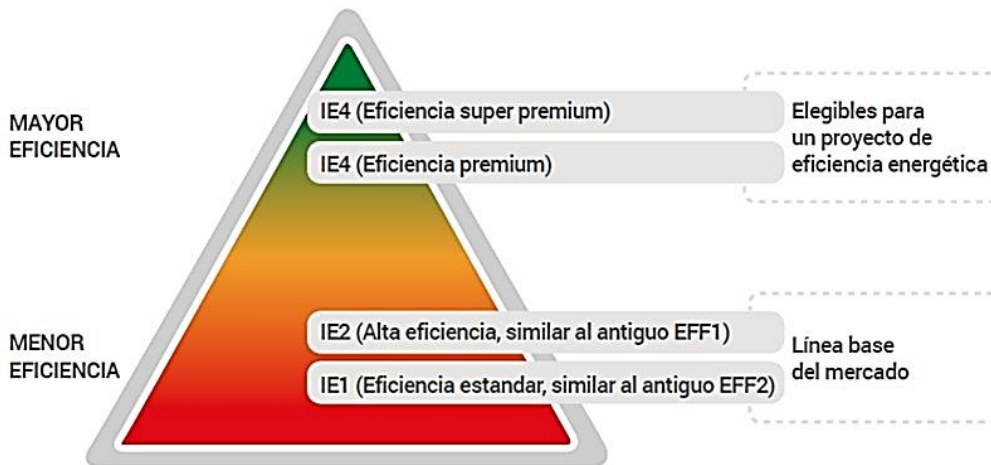 MAYOR
EFICIENCIA
IE4 (Eficiencia super premium)
IE4 (Eficiencia premium)
Elegibles para
un proyecto de
eficiencia energética
MENOR
EFICIENCIA
IE2 (Alta eficiencia, similar al antiguo EFF1)
IE1 (Eficiencia estandar, similar al antiguo EFF2)
Línea base
del mercado